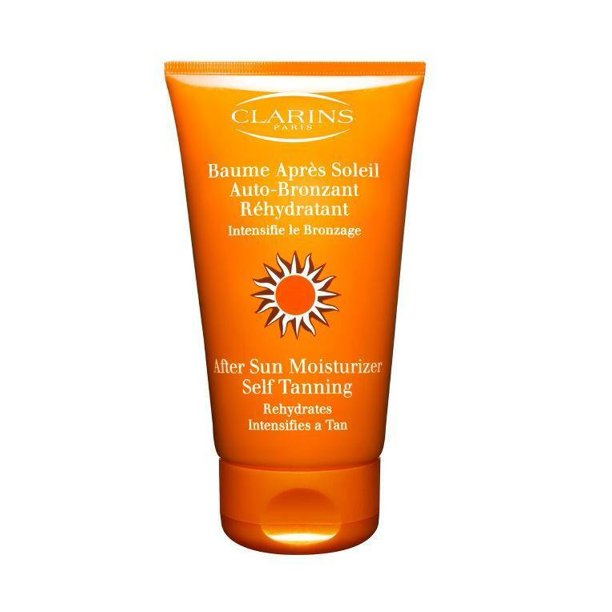 CLARINS
PARIS
Baume Après Soleil
Auto-Bronzant
Réhydratant
Intensifie le Bronzage
After Sun Moisturizer
Self Tanning
Rehydrates
Intensifies a Tan